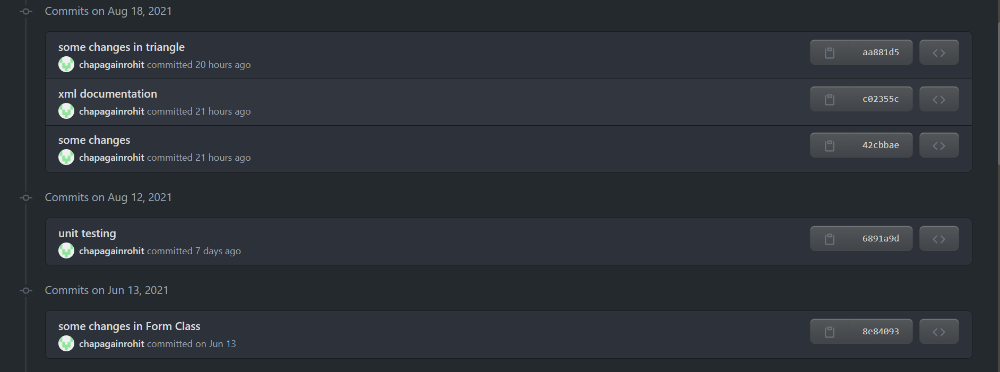 Commits on Aug 18, 2021
some changes in triangle
chapagainrohit committed 20 hours ago
aa881d5
xml documentation
chapagainrohit committed 21 hours ago
c02355c
some changes
chapagainrohit committed 21 hours ago
42cbbae
Commits on Aug 12, 2021
unit testing
chapagainrohit committed 7 days ago
6891a9d
Commits on Jun 13, 2021
some changes in Form Class
chapagainrohit committed on Jun 13
8e84093